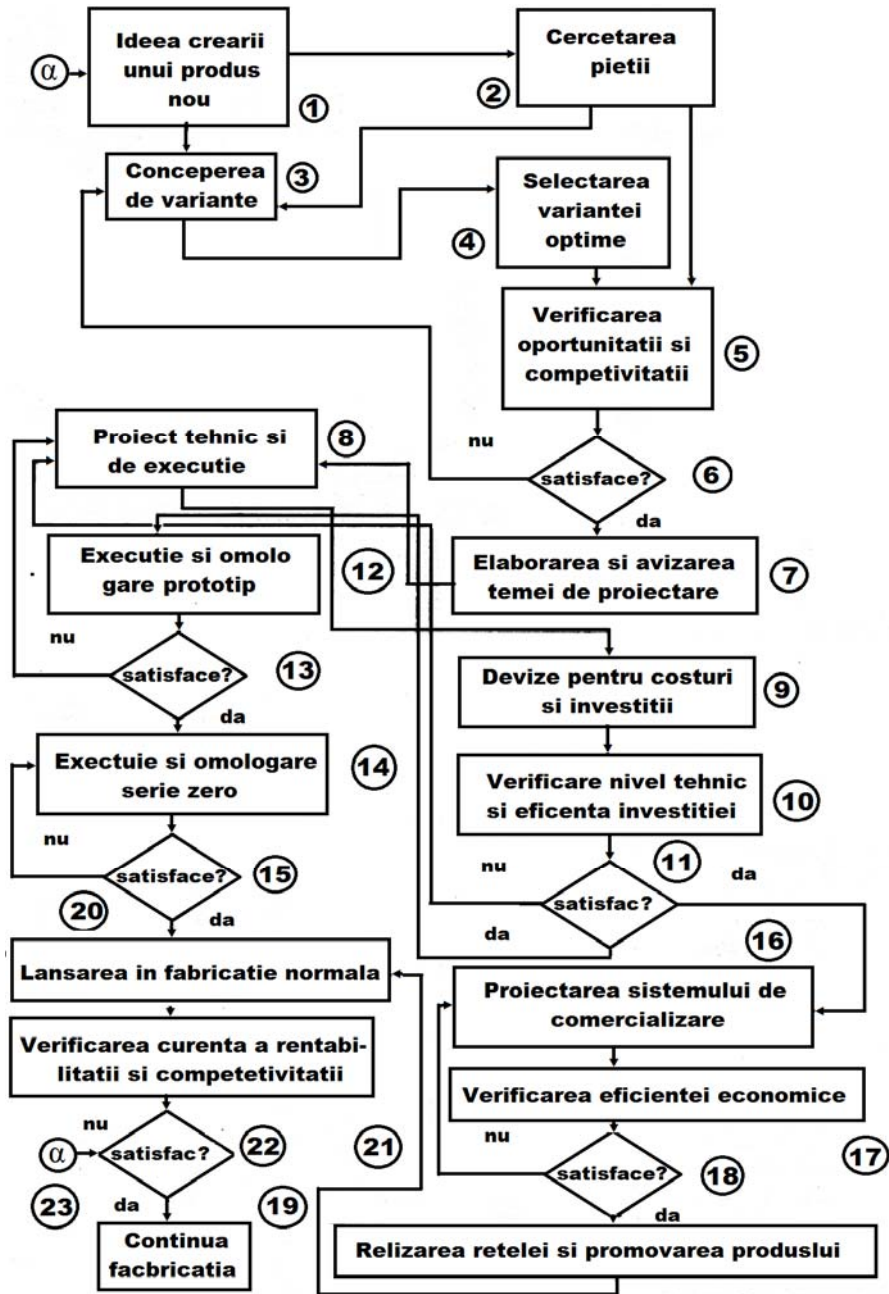 Ideea crearii
unui produs
nou
α
1
Cercetarea
pietii
2
Conceperea
de variante
3
Selectarea
variantei
optime
4
Verificarea
oportunitatii si
competivitatii
5
nu
satisface?
6
da
Proiect tehnic si
de executie
8
Elaborarea si avizarea
temei de proiectare
7
Executie si omolo
gare prototip
12
nu
satisface?
13
da
Devize pentru costuri
si investitii
9
Exectuie si omologare
serie zero
14
Verificare nivel tehnic
si eficenta investitiei
10
nu
satisface?
15
da
20
nu
11
da
satisfac?
da
16
Lansarea in fabricatie normala
Proiectarea sistemului de
comercializare
Verificarea curenta a rentabi-
litatii si competetivitatii
Verificarea eficientei economice
nu
α
satisfac?
22
21
23
da
19
nu
satisface?
18
17
da
Continua
facbricatia
Relizarea retelei si promovarea produslui